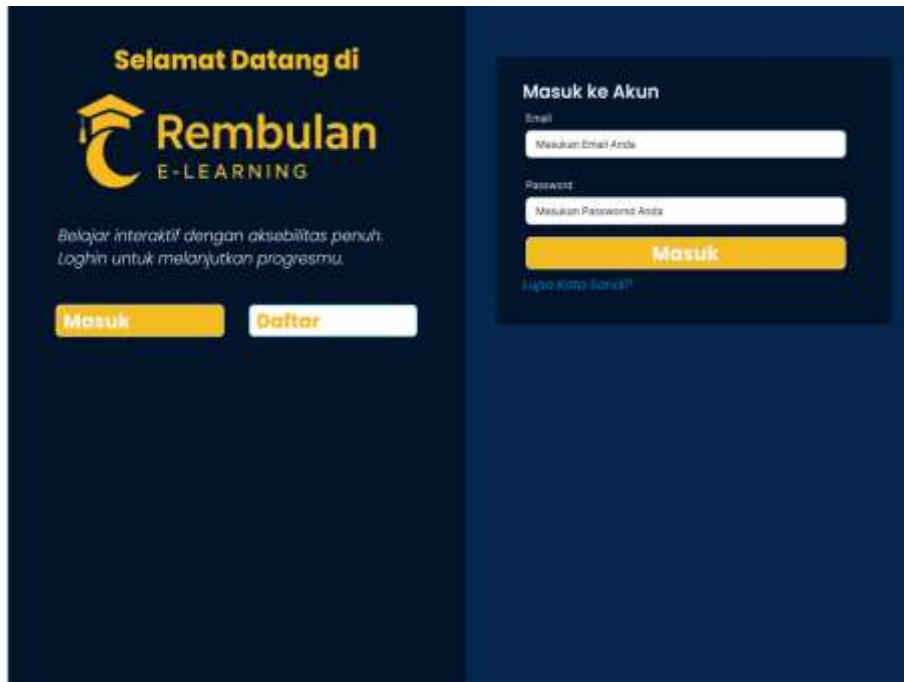 Selamat Datang di
Rembulan
E-LEARNING
Belajar interaktif dengan aksebilitas penuh.
Loghin untuk melanjutkan progresmu.
Masuk
Daftar
Masuk ke Akun
Email
Masukan Email Anda
Password
Masukan Passwornd Anda
Masuk
Lupa Kata Sandi?